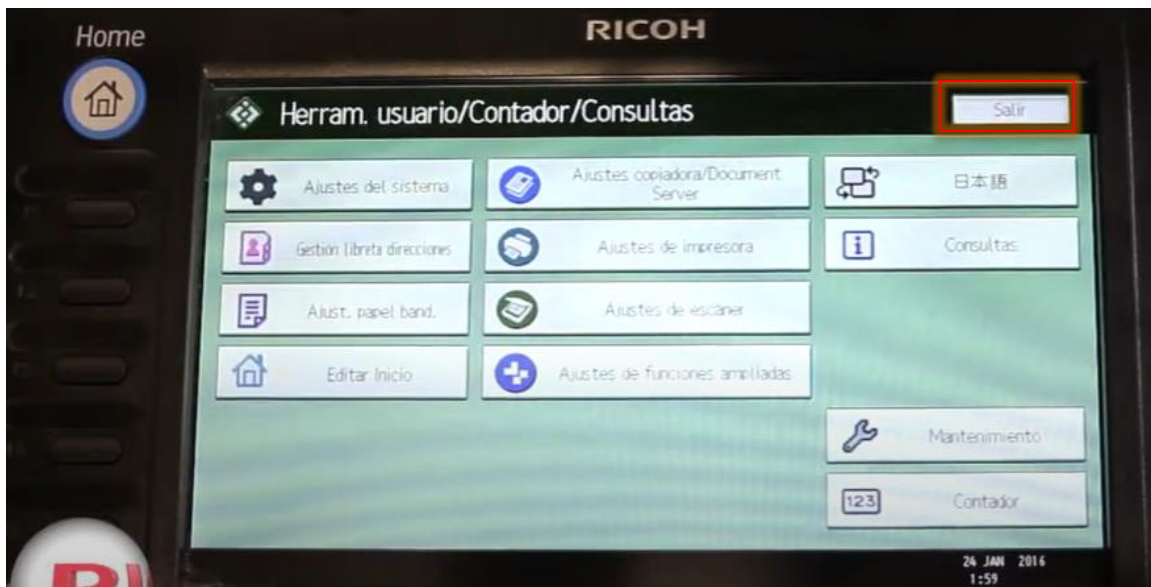 Home
RICOH
Herram. usuario/Contador/Consultas
Salir
Ajustes del sistema
Ajustes copiadora/Document
Server
日本語
Gestión libreta direcciones
Ajustes de impresora
Consultas
Ajust. papel band.
Ajustes de escáner
Editar Inicio
Ajustes de funciones ampliadas
Mantenimiento
123
Contador
24 JAN 2016
1:59